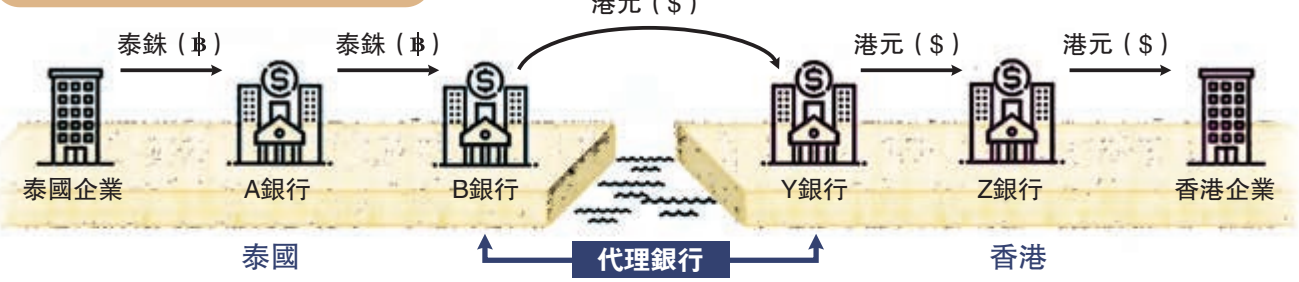 港元（$）
泰銖（฿）
泰銖（฿）
港元（$）
港元（$）
泰國企業
A銀行
B銀行
Y銀行
Z銀行
香港企業
泰國
代理銀行
香港